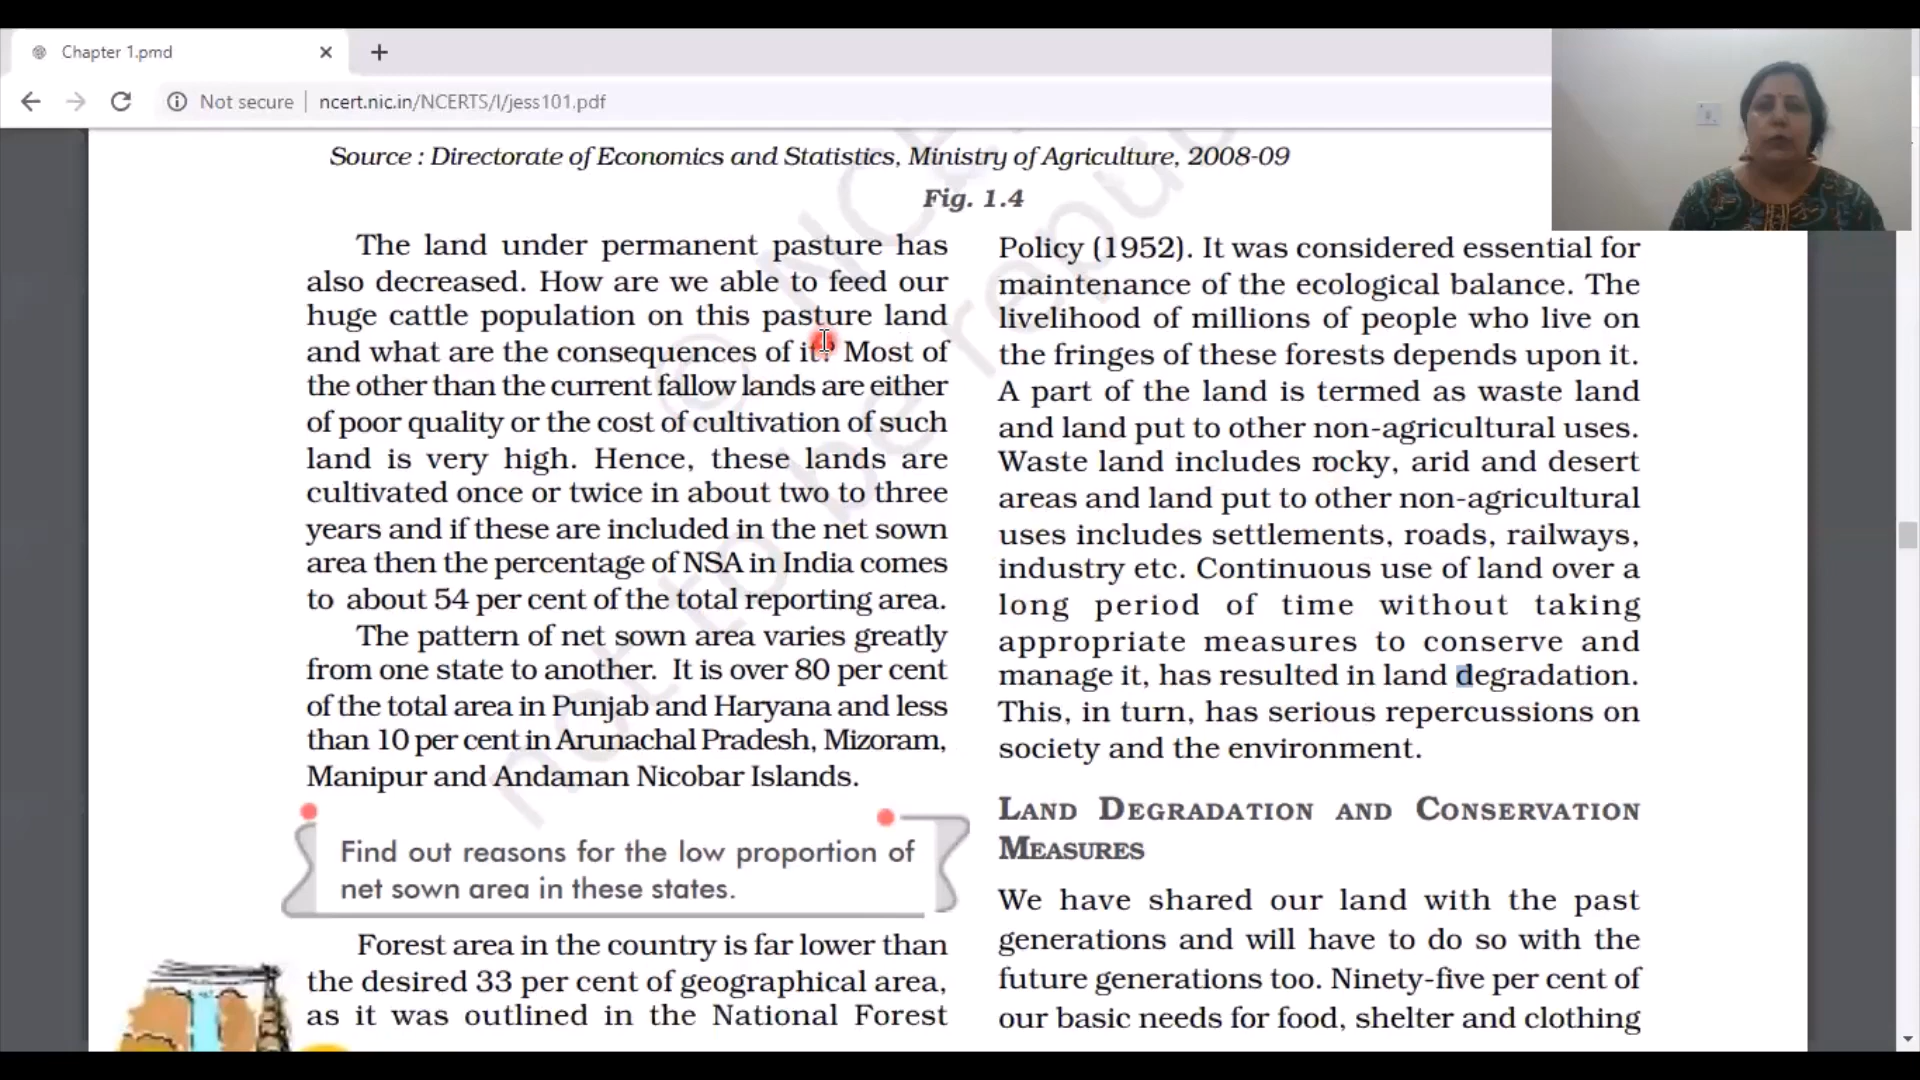 Chapter 1.pmd
Not secure
ncert.nic.in/NCERTS/l/jess101.pdf
Source : Directorate of Economics and Statistics, Ministry of Agriculture, 2008-09
Fig. 1.4
The land under permanent pasture has
also decreased. How are we able to feed our
huge cattle population on this pasture land
and what are the consequences of it? Most of
the other than the current fallow lands are either
of poor quality or the cost of cultivation of such
land is very high. Hence, these lands are
cultivated once or twice in about two to three
years and if these are included in the net sown
area then the percentage of NSA in India comes
to about 54 per cent of the total reporting area.
The pattern of net sown area varies greatly
from one state to another. It is over 80 per cent
of the total area in Punjab and Haryana and less
than 10 per cent in Arunachal Pradesh, Mizoram,
Manipur and Andaman Nicobar Islands.
Find out reasons for the low proportion of
net sown area in these states.
Forest area in the country is far lower than
the desired 33 per cent of geographical area,
as it was outlined in the National Forest
Policy (1952). It was considered essential for
maintenance of the ecological balance. The
livelihood of millions of people who live on
the fringes of these forests depends upon it.
A part of the land is termed as waste land
and land put to other non-agricultural uses.
Waste land includes rocky, arid and desert
areas and land put to other non-agricultural
uses includes settlements, roads, railways,
industry etc. Continuous use of land over a
long period of time without taking
appropriate measures to conserve and
manage it, has resulted in land degradation.
This, in turn, has serious repercussions on
society and the environment.
LAND DEGRADATION AND CONSERVATION
MEASURES
We have shared our land with the past
generations and will have to do so with the
future generations too. Ninety-five per cent of
our basic needs for food, shelter and clothing
© NCE
not to be repu